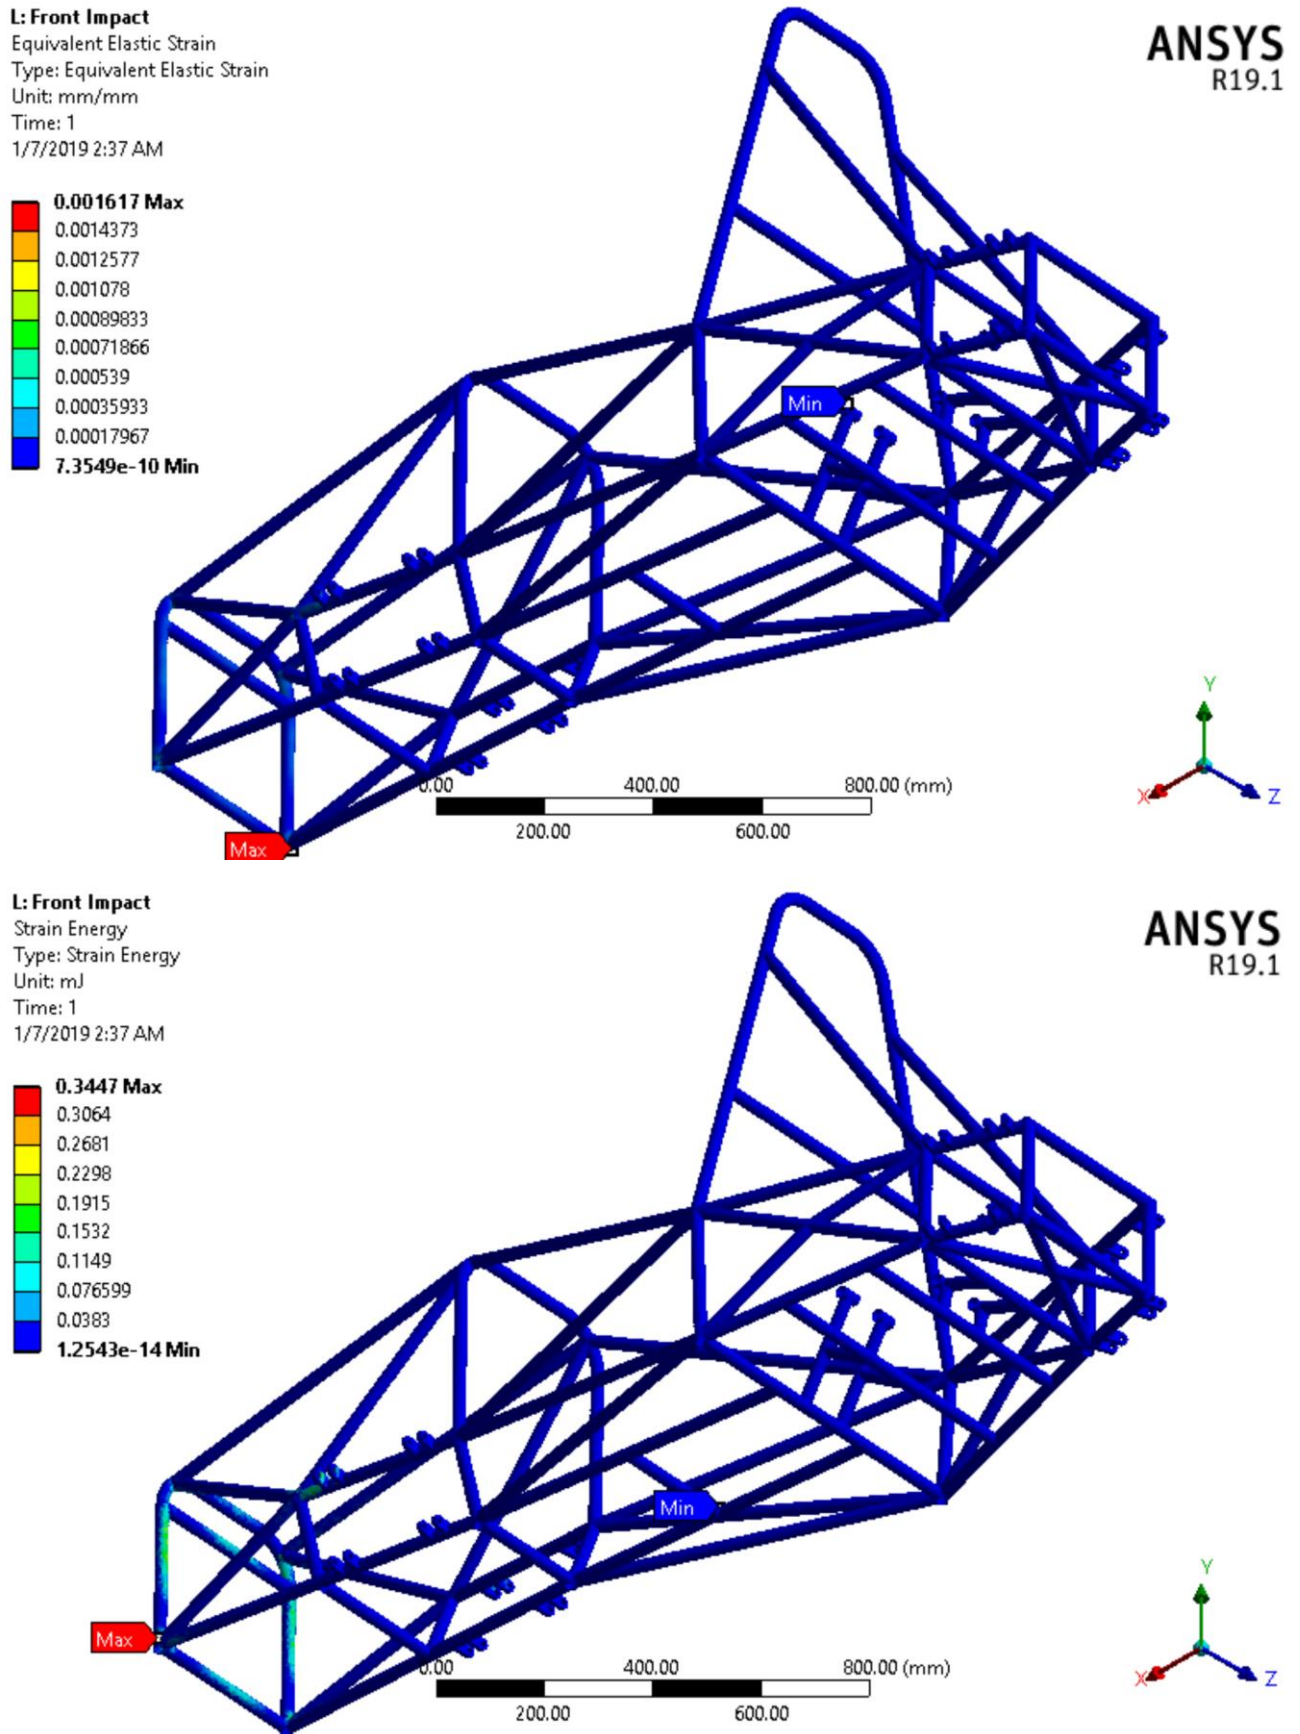 L: Front Impact
Equivalent Elastic Strain
Type: Equivalent Elastic Strain
Unit: mm/mm
Time: 1
1/7/2019 2:37 AM
ANSYS
R19.1
0.001617 Max
0.0014373
0.0012577
0.001078
0.00089833
0.00071866
0.000539
0.00035933
0.00017967
7.3549e-10 Min
Min
Max
0.00
400.00
800.00 (mm)
200.00
600.00
Y
X
Z
L: Front Impact
Strain Energy
Type: Strain Energy
Unit: mJ
Time: 1
1/7/2019 2:37 AM
ANSYS
R19.1
0.3447 Max
0.3064
0.2681
0.2298
0.1915
0.1532
0.1149
0.076599
0.0383
1.2543e-14 Min
Min
Max
0.00
400.00
800.00 (mm)
200.00
600.00
Y
X
Z